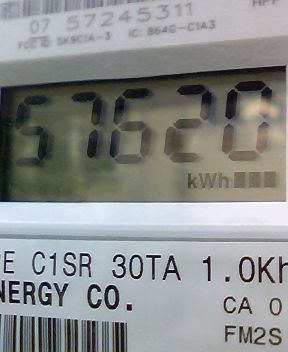 07 57245311
FCC ID: SK9C1A-3 IC: 864G-C1A3
57620
kWh
PE C1SR 30TA 1.0Kh
NERGY CO.
CA 0
FM2S